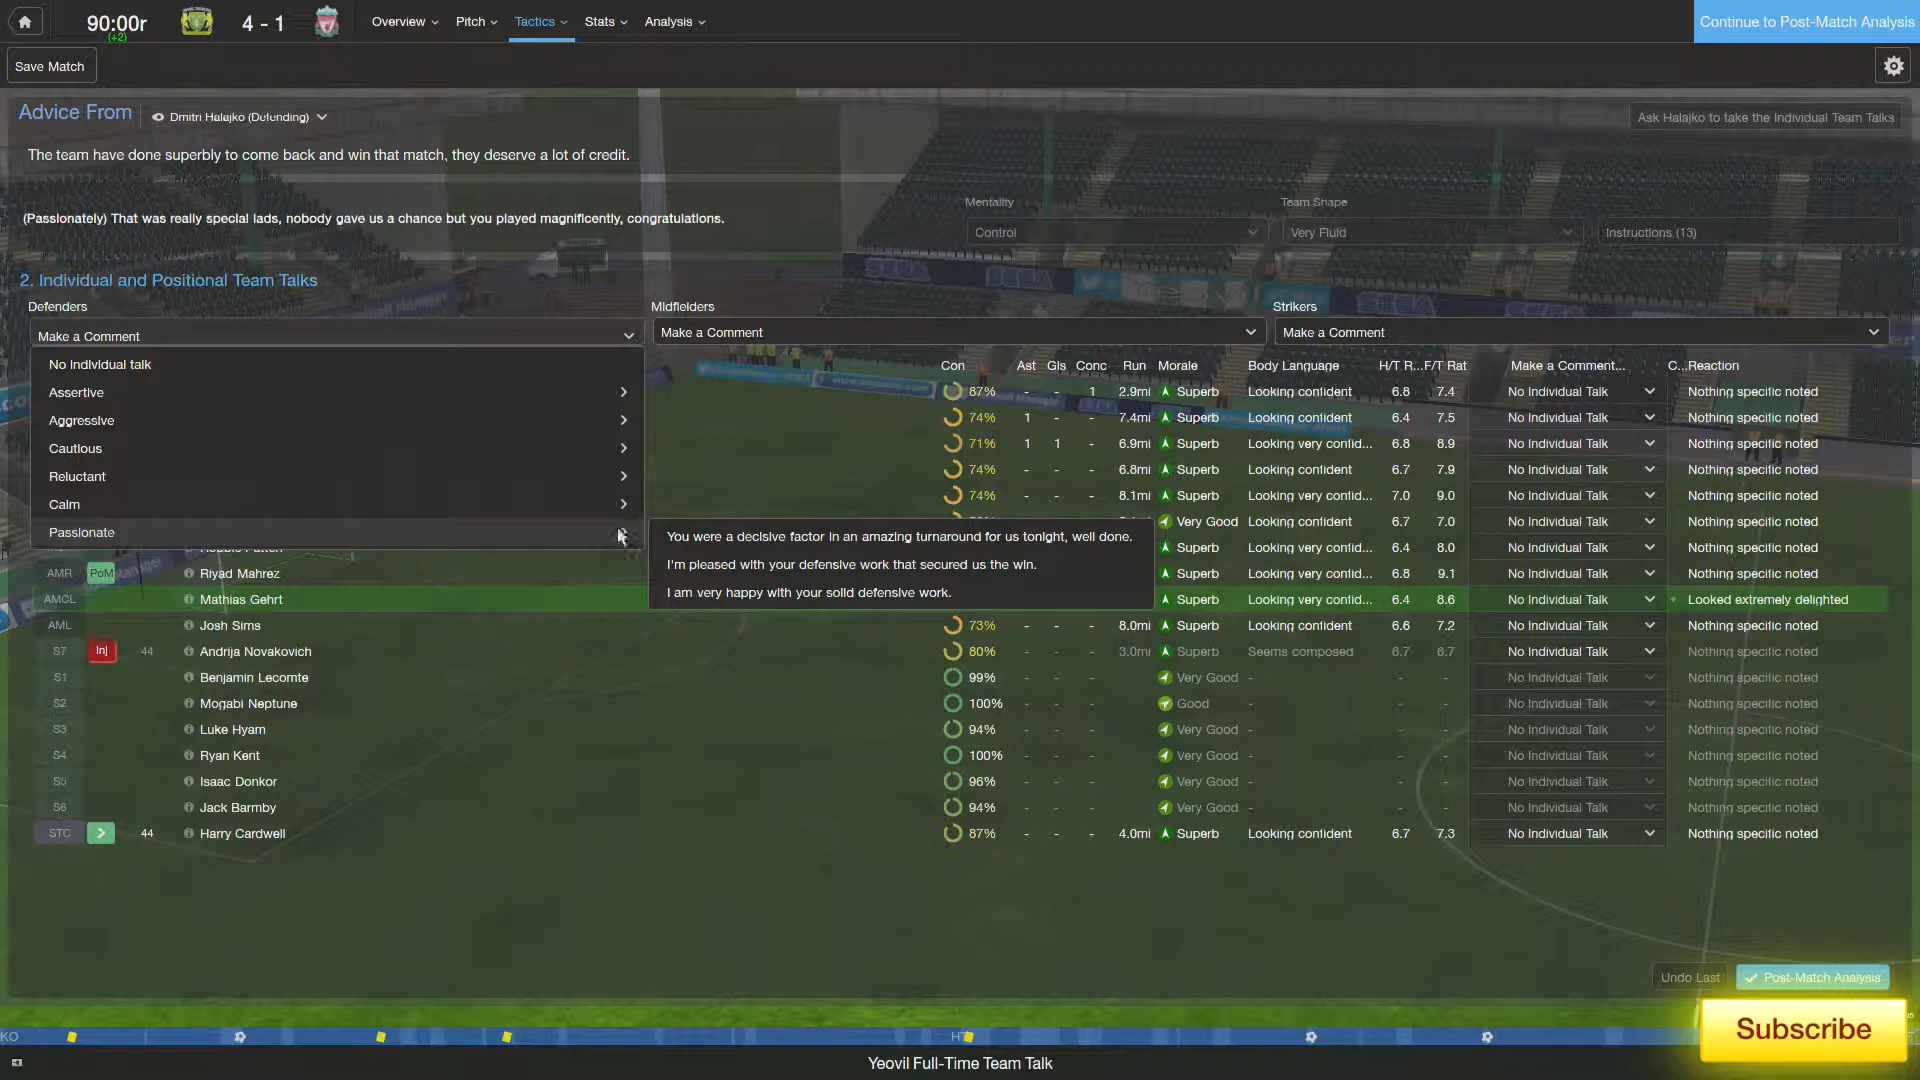 90:00r
(+2)
4 - 1
Overview
Pitch
Tactics
Stats
Analysis
Continue to Post-Match Analysis
Save Match
Advice From
Dmitri Halajko (Defending)
Ask Halajko to take the Individual Team Talks
The team have done superbly to come back and win that match, they deserve a lot of credit.
(Passionately) That was really special lads, nobody gave us a chance but you played magnificently, congratulations.
Mentality
Team Shape
Control
Very Fluid
Instructions (13)
2. Individual and Positional Team Talks
Defenders
Midfielders
Strikers
Make a Comment
Make a Comment
Make a Comment
No individual talk
Assertive
Aggressive
Cautious
Reluctant
Calm
Passionate
You were a decisive factor in an amazing turnaround for us tonight, well done.
I'm pleased with your defensive work that secured us the win.
I am very happy with your solid defensive work.
Con Ast Gls Conc Run Morale Body Language H/T R... F/T Rat Make a Comment... C... Reaction
87% - - 1 2.9mi Superb Looking confident 6.8 7.4 No Individual Talk Nothing specific noted
74% 1 - - 7.4mi Superb Looking confident 6.4 7.5 No Individual Talk Nothing specific noted
71% 1 1 - 6.9mi Superb Looking very confid... 6.8 8.9 No Individual Talk Nothing specific noted
74% - - - 6.8mi Superb Looking confident 6.7 7.9 No Individual Talk Nothing specific noted
74% - - - 8.1mi Superb Looking very confid... 7.0 9.0 No Individual Talk Nothing specific noted
Very Good Looking confident 6.7 7.0 No Individual Talk Nothing specific noted
Superb Looking very confid... 6.4 8.0 No Individual Talk Nothing specific noted
AMR PoM Riyad Mahrez Superb Looking very confid... 6.8 9.1 No Individual Talk Nothing specific noted
AMCL Mathias Gehrt Superb Looking very confid... 6.4 8.6 No Individual Talk Looked extremely delighted
AML Josh Sims 73% - - - 8.0mi Superb Looking confident 6.6 7.2 No Individual Talk Nothing specific noted
S7 Inj 44 Andrija Novakovich 80% - - - 3.0mi Superb Seems composed 6.7 6.7 No Individual Talk Nothing specific noted
S1 Benjamin Lecomte 99% - - - Very Good - - - No Individual Talk Nothing specific noted
S2 Mogabi Neptune 100% - - - Good - - - No Individual Talk Nothing specific noted
S3 Luke Hyam 94% - - - Very Good - - - No Individual Talk Nothing specific noted
S4 Ryan Kent 100% - - - Very Good - - - No Individual Talk Nothing specific noted
S5 Isaac Donkor 96% - - - Very Good - - - No Individual Talk Nothing specific noted
S6 Jack Barmby 94% - - - Very Good - - - No Individual Talk Nothing specific noted
STC 44 Harry Cardwell 87% - - - 4.0mi Superb Looking confident 6.7 7.3 No Individual Talk Nothing specific noted
Undo Last
Post-Match Analysis
Subscribe
KO
HT
Yeovil Full-Time Team Talk